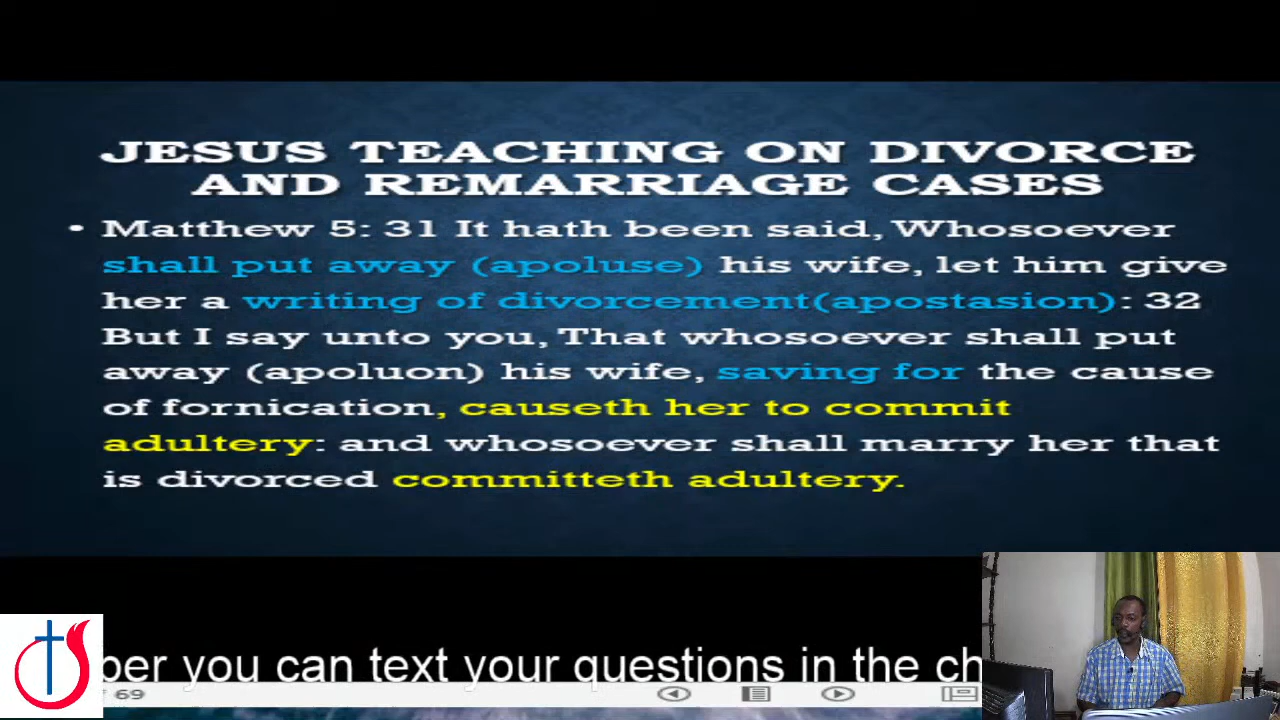 JESUS TEACHING ON DIVORCE
AND REMARRIAGE CASES
• Matthew 5: 31 It hath been said, Whosoever
shall put away (apoluse) his wife, let him give
her a writing of divorcement(apostasion): 32
But I say unto you, That whosoever shall put
away (apoluon) his wife, saving for the cause
of fornication, causeth her to commit
adultery: and whosoever shall marry her that
is divorced committeth adultery.
you can text your questions in the
69